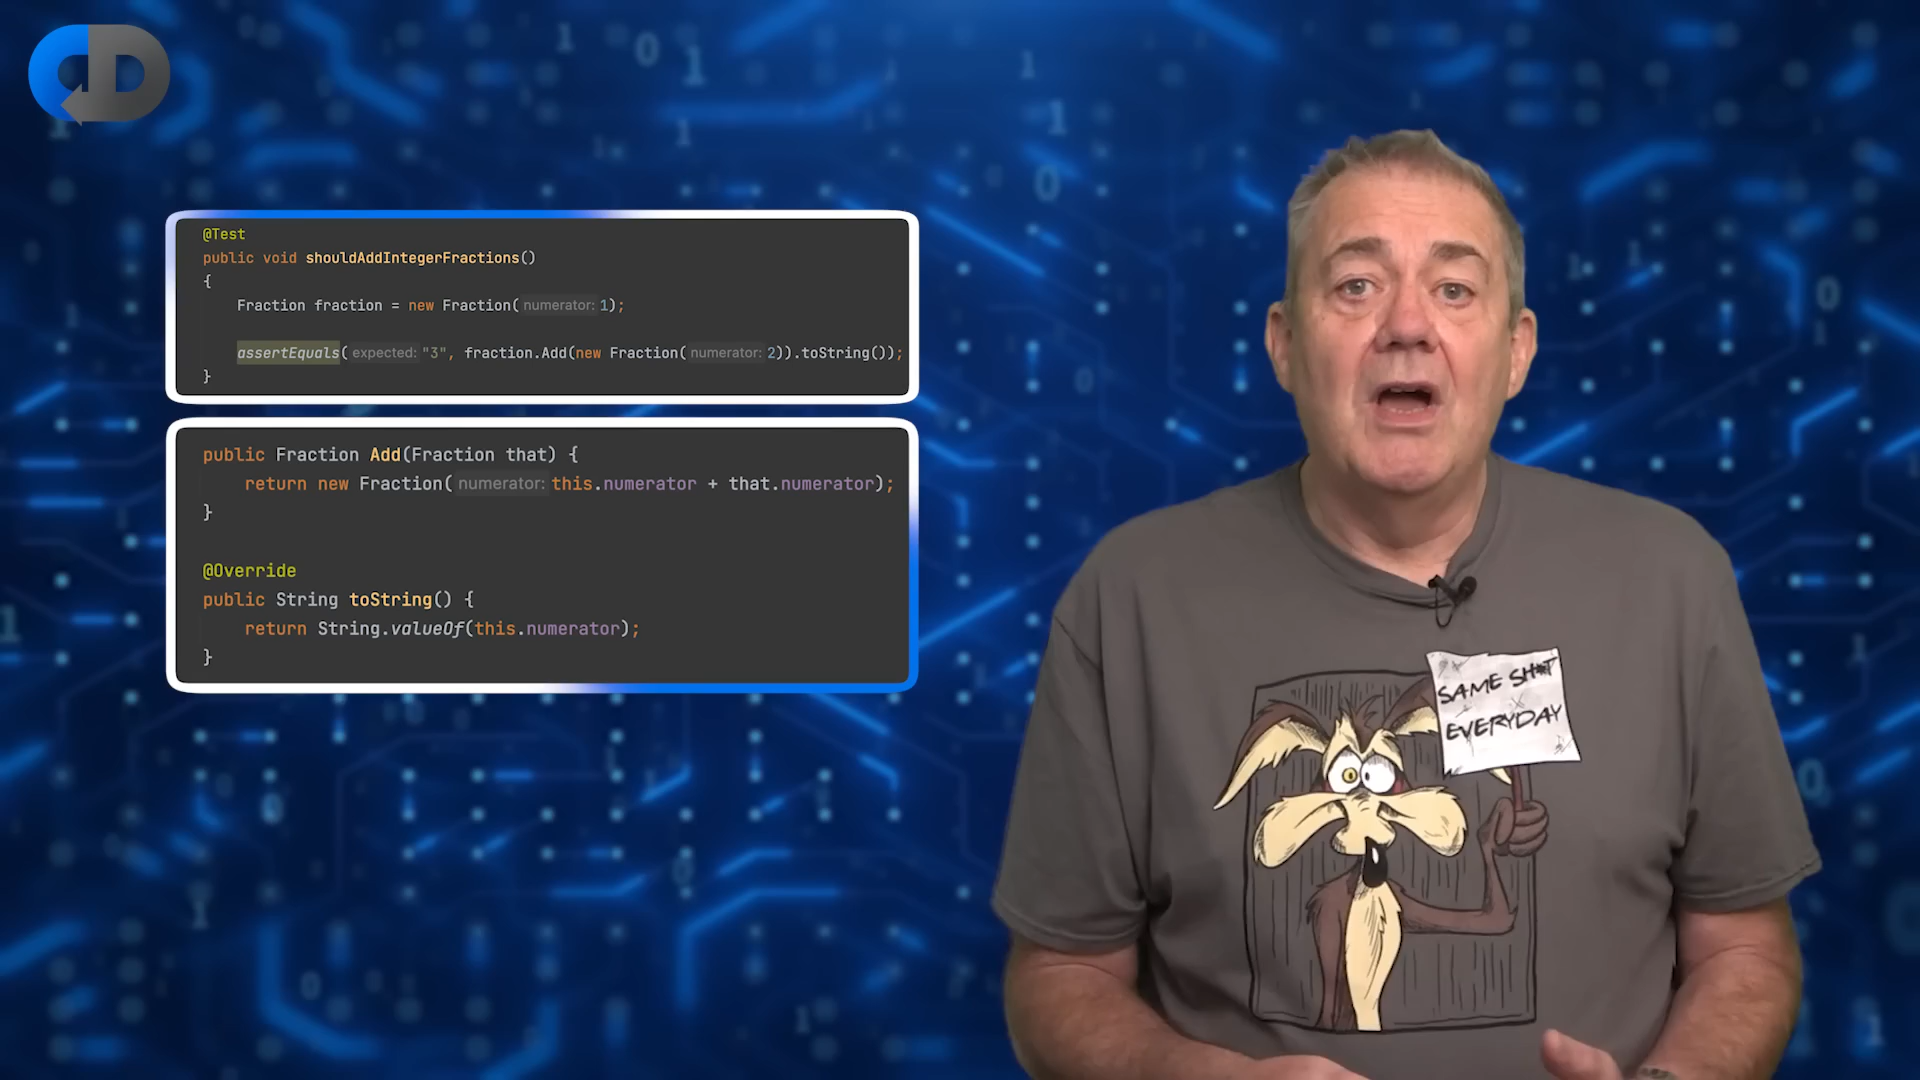 CD
@Test
public void shouldAddIntegerFractions()
{
Fraction fraction = new Fraction( numerator: 1);
assertEquals( expected: "3", fraction.Add(new Fraction( numerator: 2)).toString());
}
public Fraction Add(Fraction that) {
return new Fraction( numerator: this.numerator + that.numerator);
}
@Override
public String toString() {
return String.valueOf(this.numerator);
}
SAME SH*T
EVERYDAY